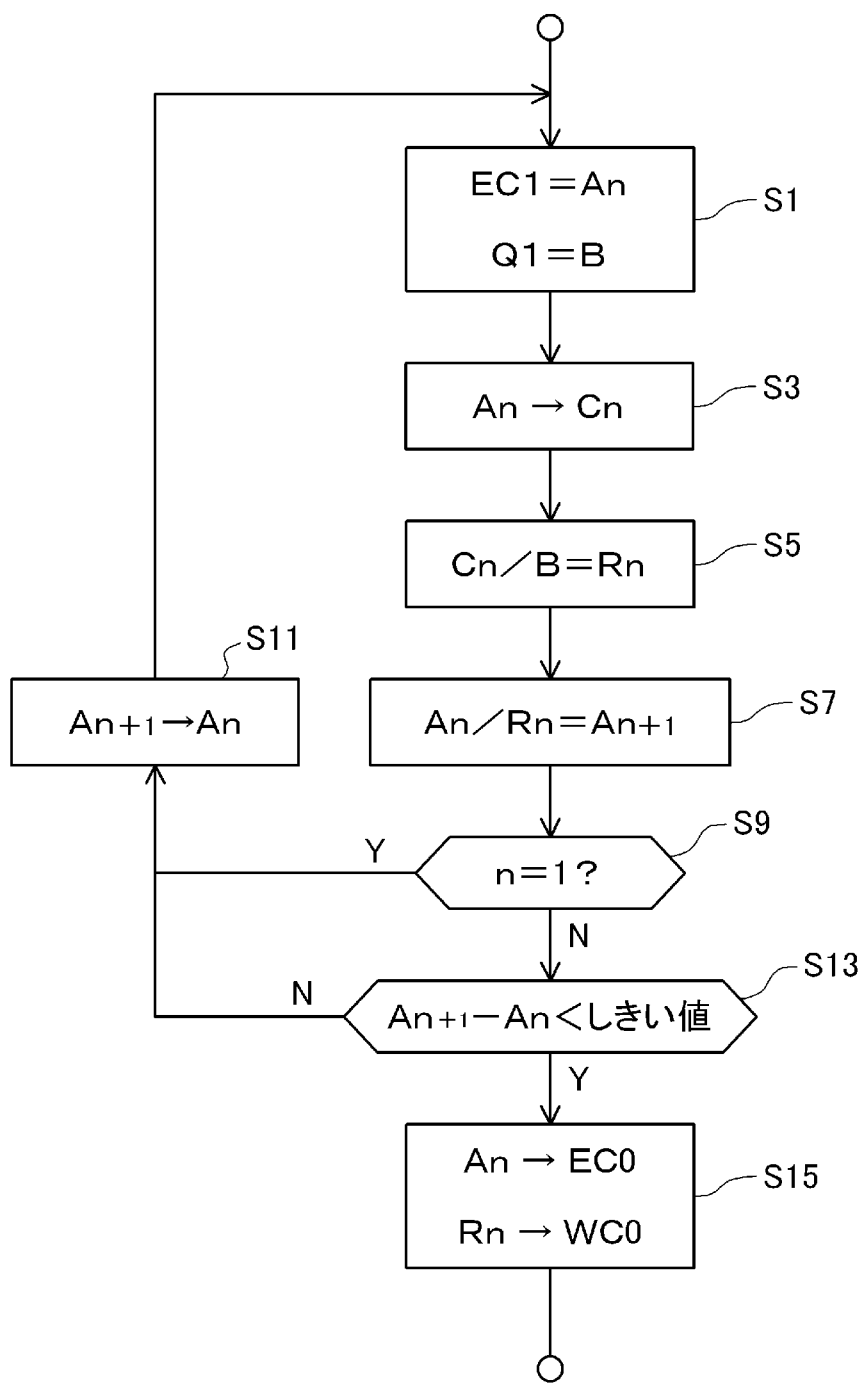 EC1＝An
Q1＝B
S1
An → Cn
S3
Cn／B＝Rn
S5
S11
An+1→An
An／Rn＝An+1
S7
Y
n＝1？
S9
N
N
An+1－An＜しきい値
S13
Y
An → EC0
Rn → WC0
S15